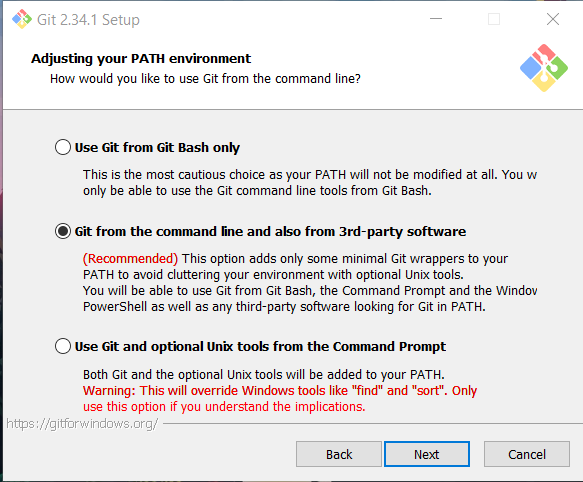 Git 2.34.1 Setup
Adjusting your PATH environment
How would you like to use Git from the command line?
Use Git from Git Bash only
This is the most cautious choice as your PATH will not be modified at all. You w
only be able to use the Git command line tools from Git Bash.
Git from the command line and also from 3rd-party software
(Recommended) This option adds only some minimal Git wrappers to your
PATH to avoid cluttering your environment with optional Unix tools.
You will be able to use Git from Git Bash, the Command Prompt and the Window
PowerShell as well as any third-party software looking for Git in PATH.
Use Git and optional Unix tools from the Command Prompt
Both Git and the optional Unix tools will be added to your PATH.
Warning: This will override Windows tools like "find" and "sort". Only
use this option if you understand the implications.
https://gitforwindows.org/
Back Next Cancel